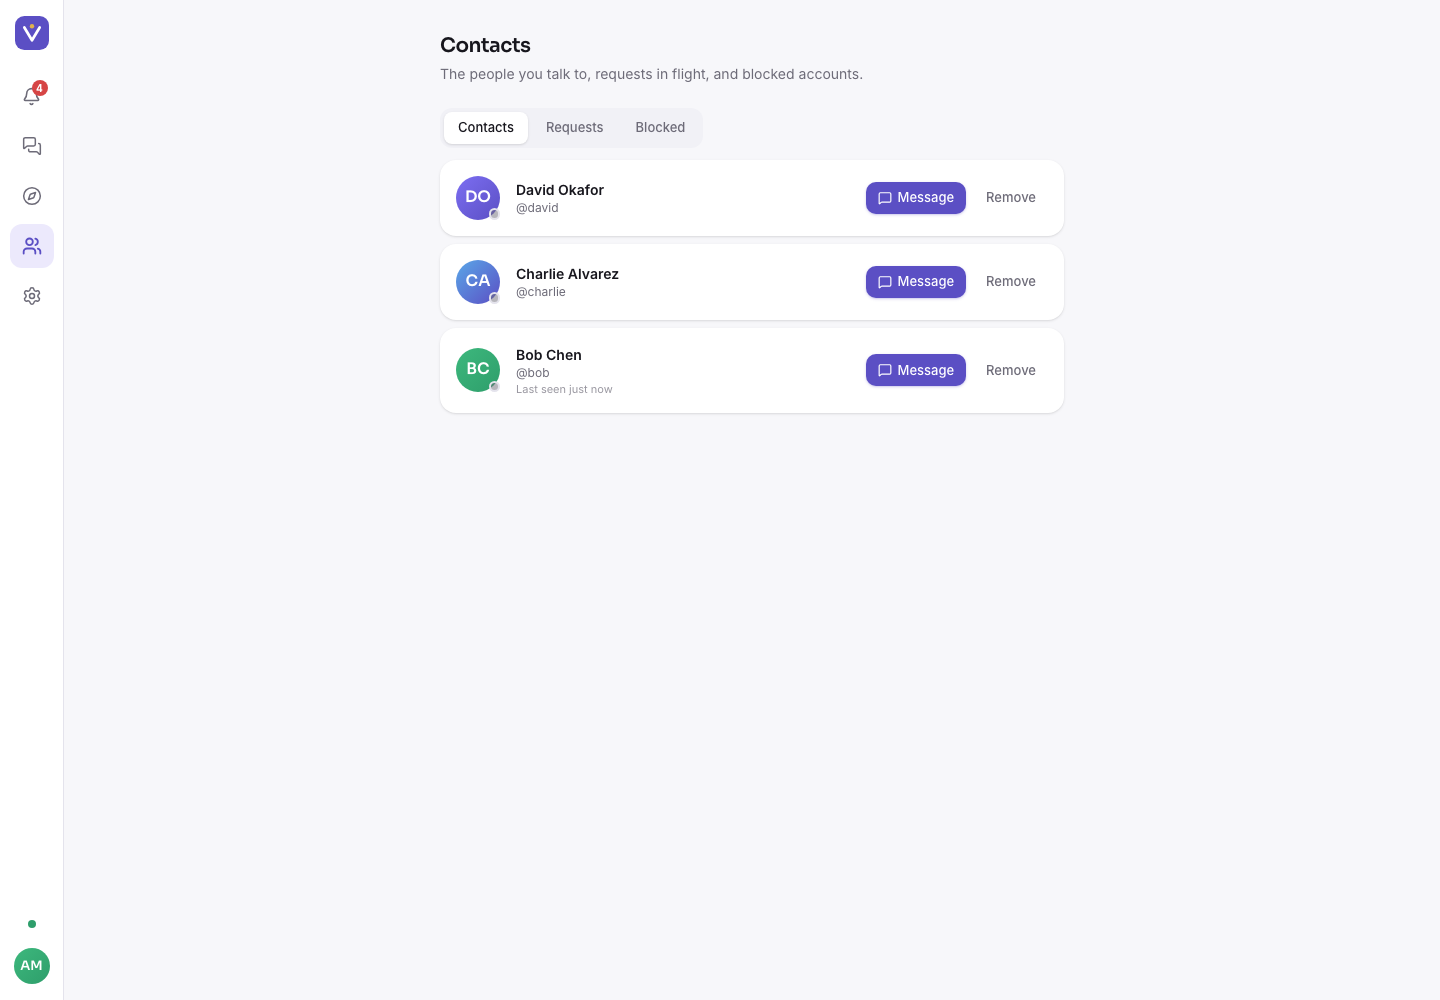 4
Contacts
The people you talk to, requests in flight, and blocked accounts.
Contacts Requests Blocked
DO
David Okafor
@david
Message Remove
CA
Charlie Alvarez
@charlie
Message Remove
BC
Bob Chen
@bob
Last seen just now
Message Remove
AM